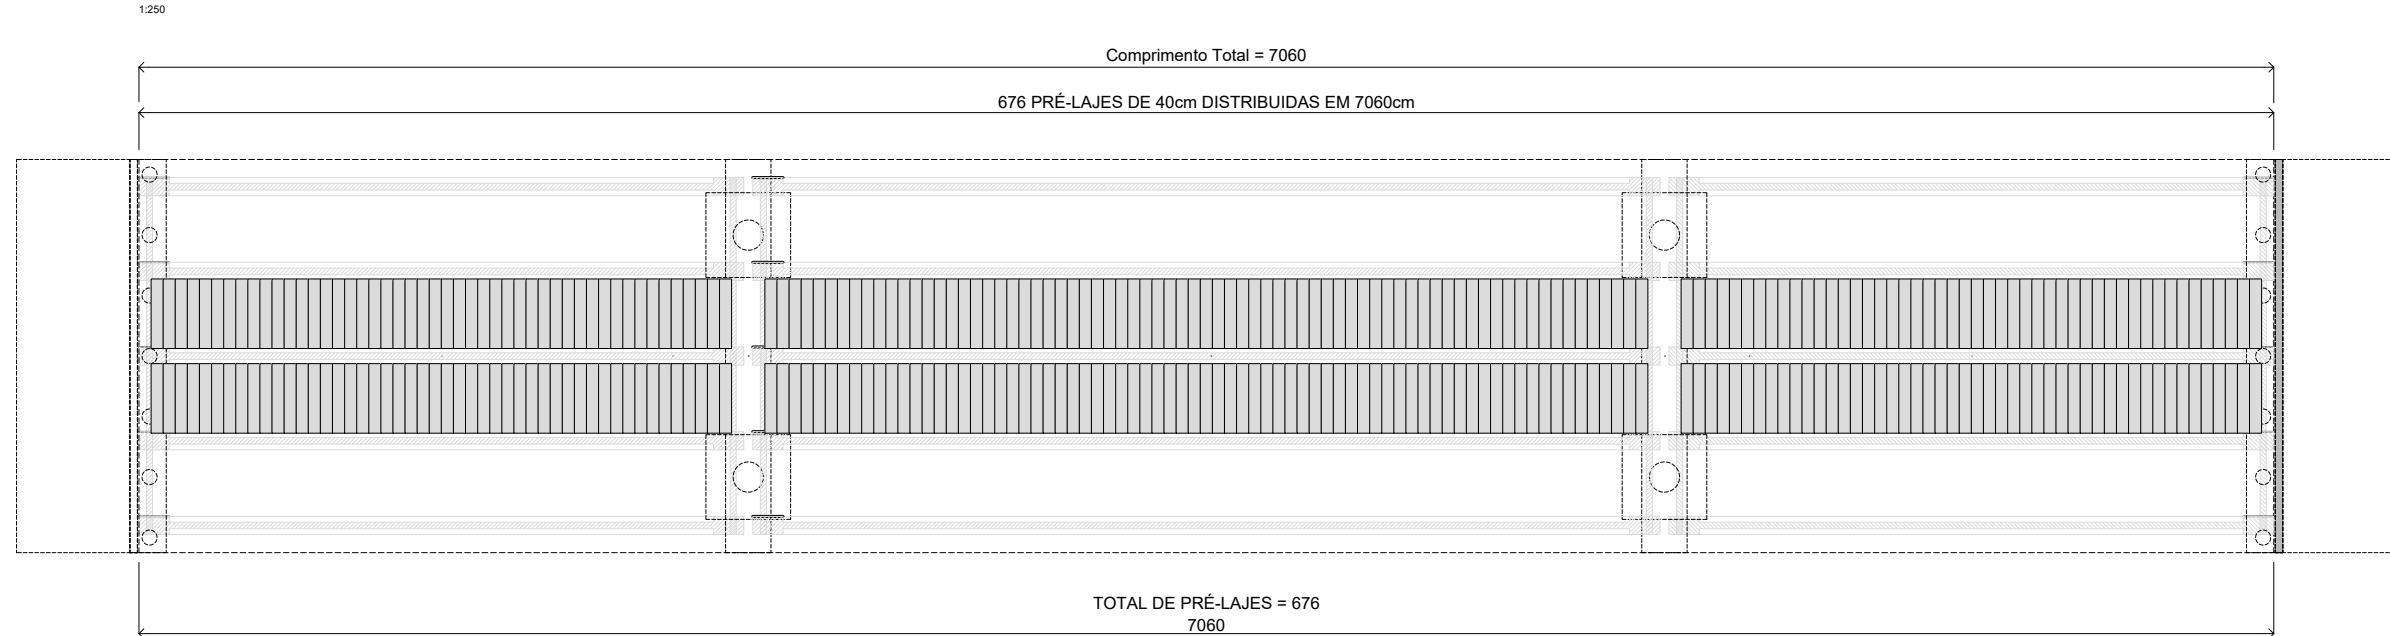 1:250
Comprimento Total = 7060
676 PRÉ-LAJES DE 40cm DISTRIBUIDAS EM 7060cm
TOTAL DE PRÉ-LAJES = 676
7060